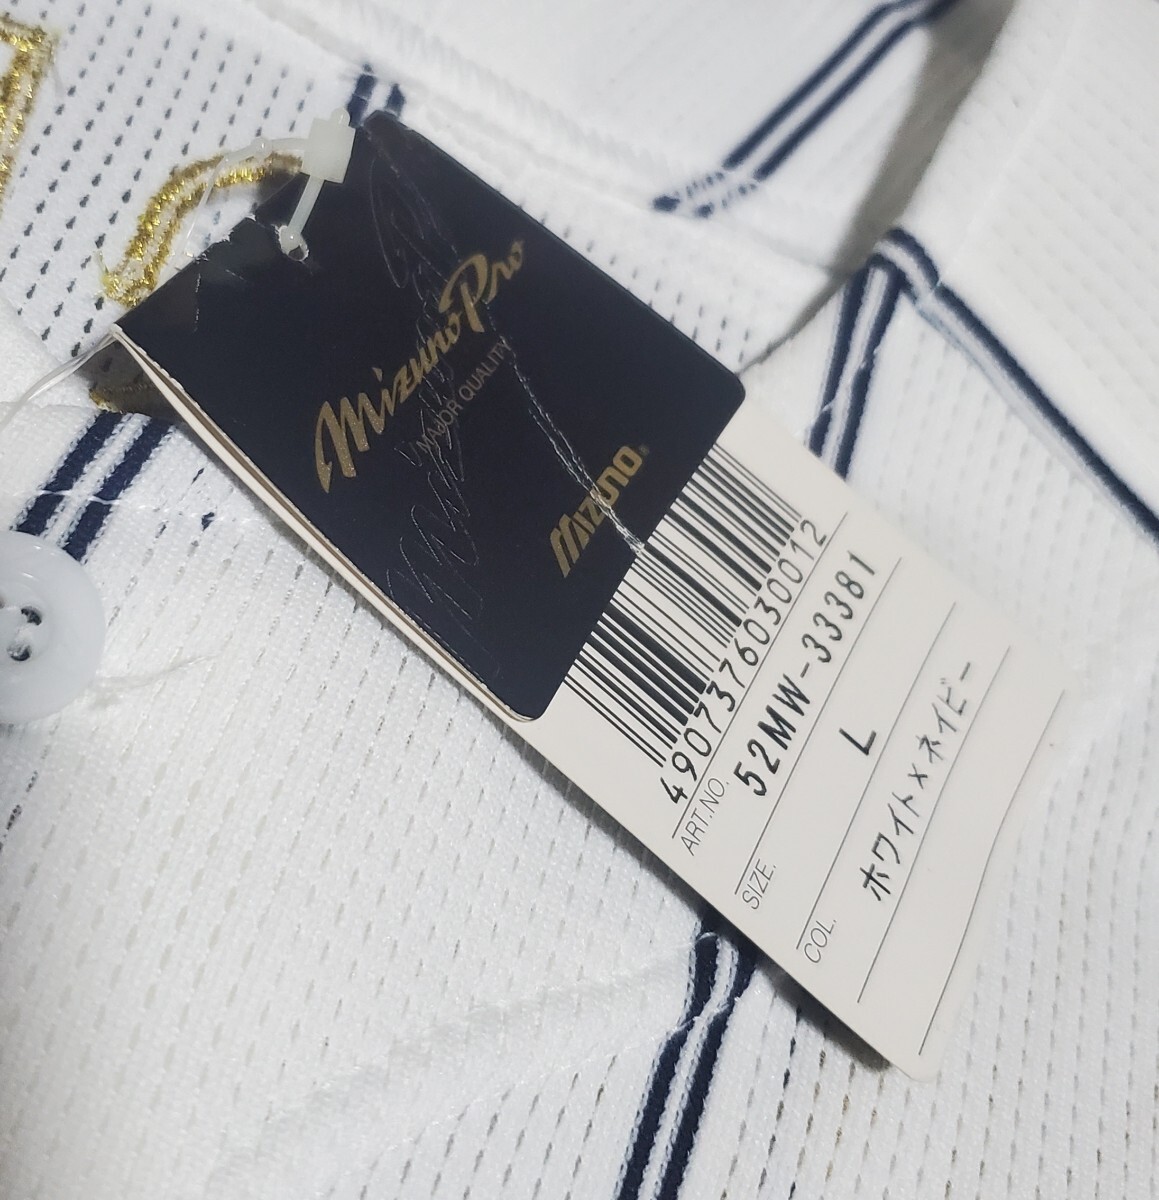 Mizuno Pro
MAJOR QUALITY
MIZUNO®
4907376030012
ART.NO. 52MW-33381
SIZE. L
COL. ホワイト×ネイビー